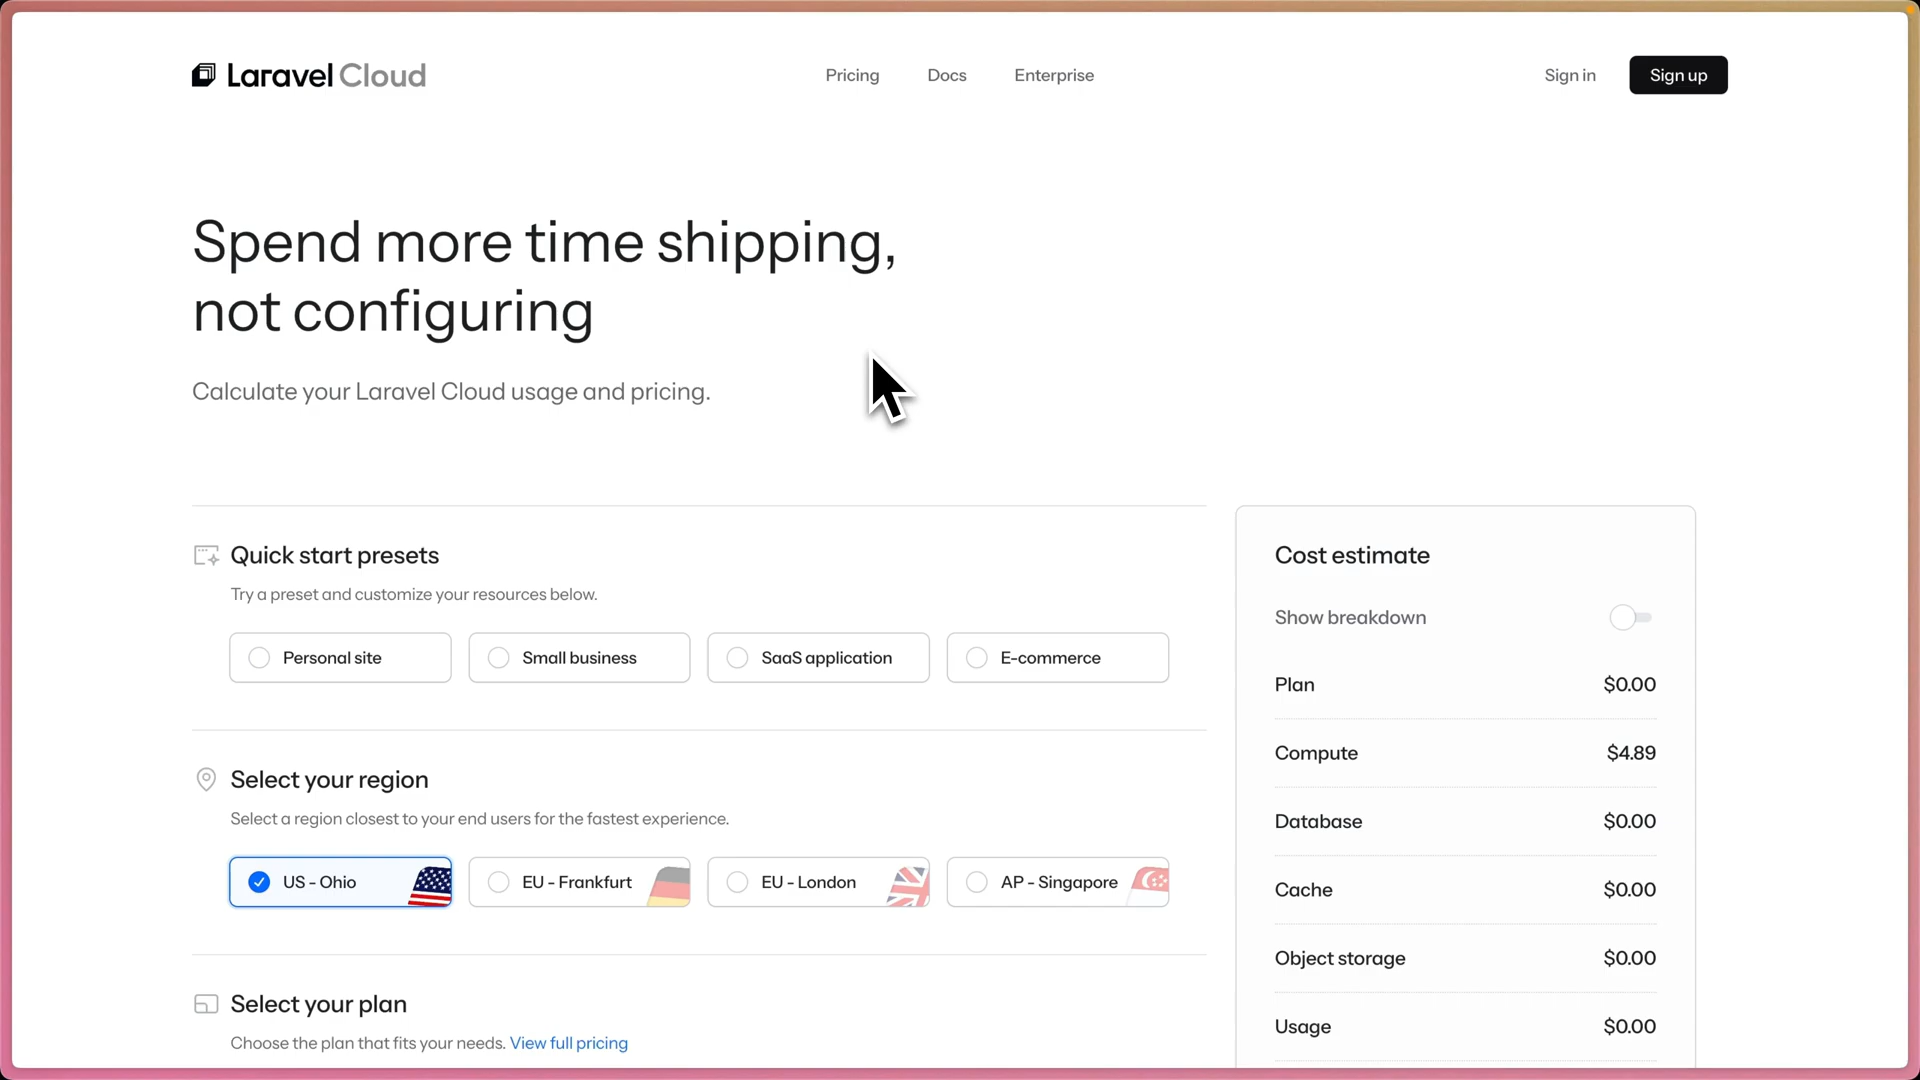 Laravel Cloud
Pricing
Docs
Enterprise
Sign in
Sign up
Spend more time shipping,
not configuring
Calculate your Laravel Cloud usage and pricing.
Quick start presets
Try a preset and customize your resources below.
Personal site
Small business
SaaS application
E-commerce
Select your region
Select a region closest to your end users for the fastest experience.
US - Ohio
EU - Frankfurt
EU - London
AP - Singapore
Select your plan
Choose the plan that fits your needs. View full pricing
Cost estimate
Show breakdown
Plan $0.00
Compute $4.89
Database $0.00
Cache $0.00
Object storage $0.00
Usage $0.00